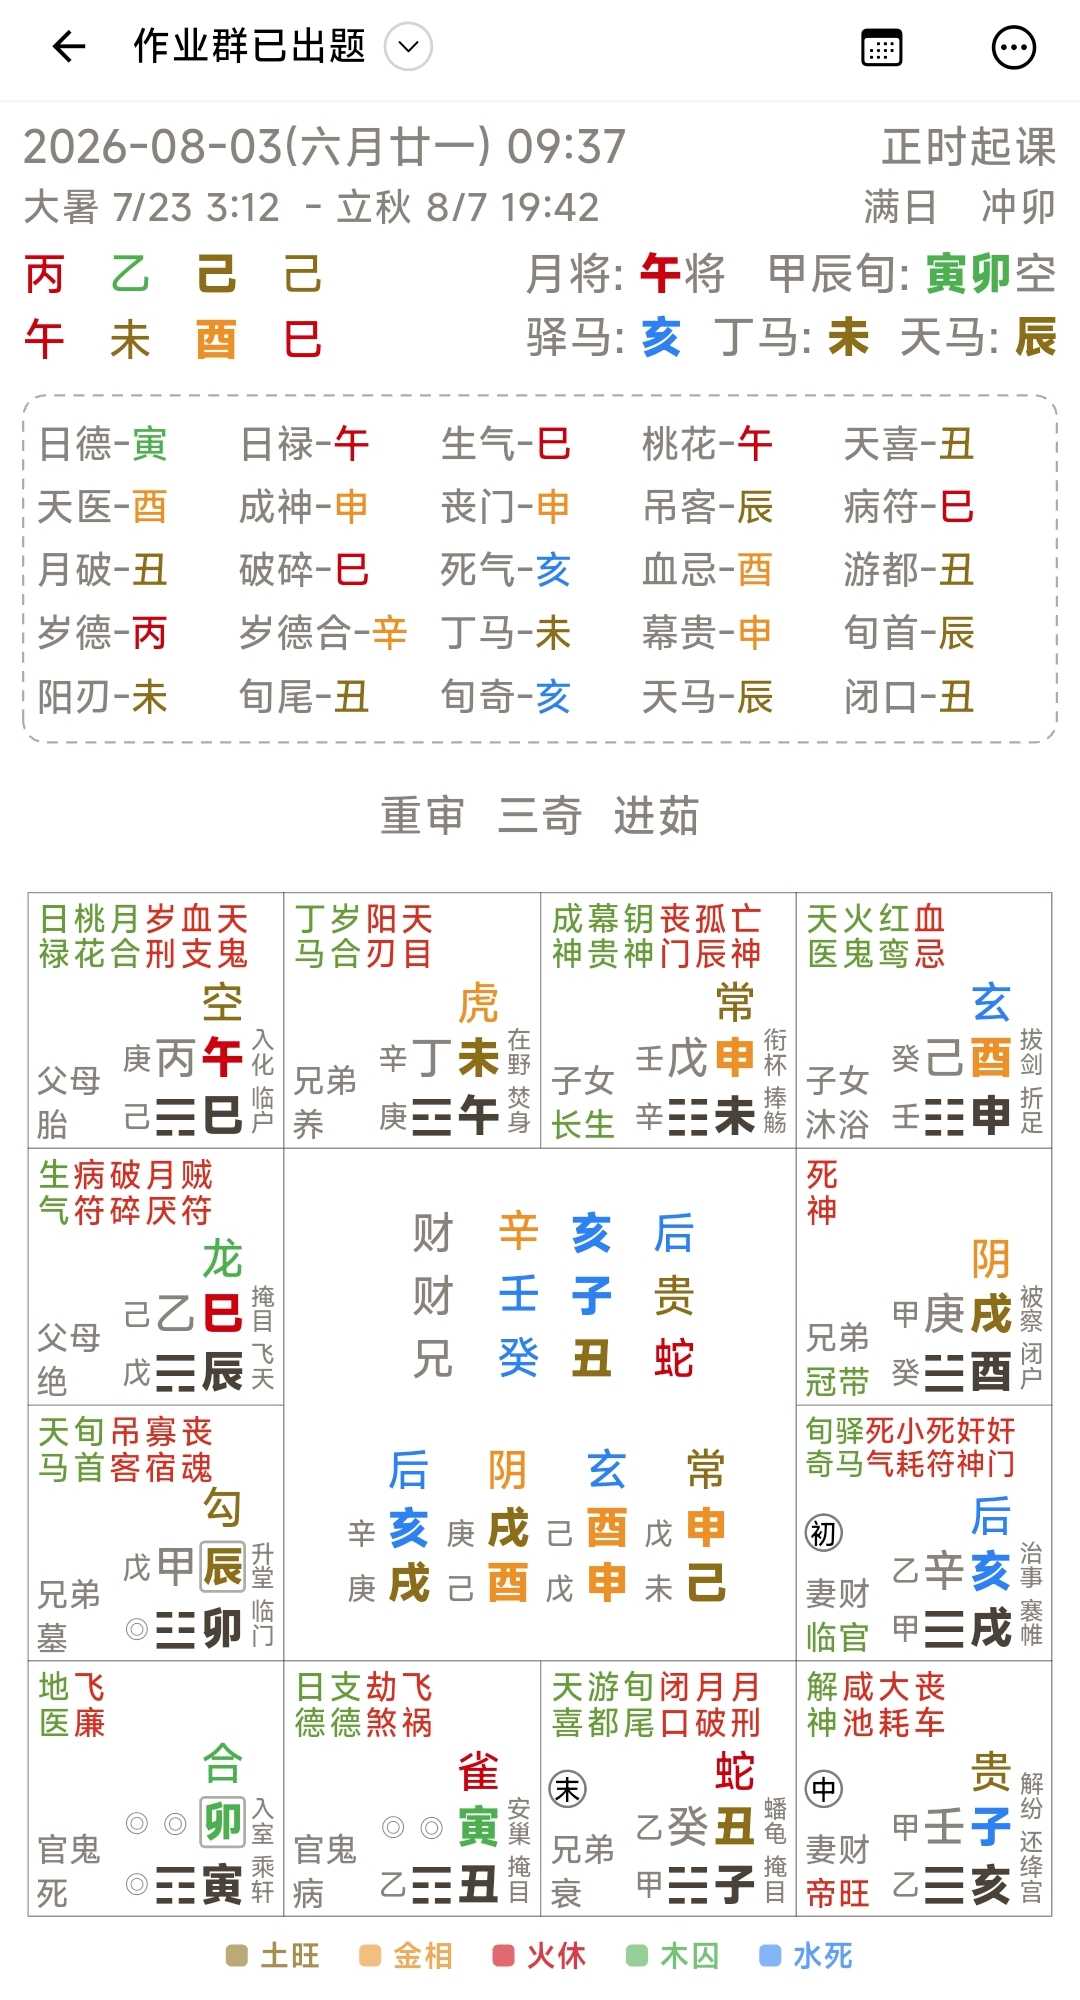 作业群已出题
2026-08-03(六月廿一) 09:37 正时起课
大暑 7/23 3:12 - 立秋 8/7 19:42 满日 冲卯
丙 乙 己 己 月将: 午将 甲辰旬: 寅卯空
午 未 酉 巳 驿马: 亥 丁马: 未 天马: 辰
日德-寅 日禄-午 生气-巳 桃花-午 天喜-丑
天医-酉 成神-申 丧门-申 吊客-辰 病符-巳
月破-丑 破碎-巳 死气-亥 血忌-酉 游都-丑
岁德-丙 岁德合-辛 丁马-未 幕贵-申 旬首-辰
阳刃-未 旬尾-丑 旬奇-亥 天马-辰 闭口-丑
重审 三奇 进茹
日桃月岁血天
禄花合刑支鬼
空
庚丙午 入化
父母
己 巳 临户
胎
丁岁阳天
马合刃目
虎
辛丁未 在野
兄弟
庚 午 焚身
养
成幕钥丧孤亡
神贵神门辰神
常
壬戊申 衔杯
子女
辛 未 捧觞
长生
天火红血
医鬼鸾忌
玄
癸己酉 拔剑
子女
壬 申 折足
沐浴
生病破月贼
气符碎厌符
龙
己乙巳 掩目
父母
戊 辰 飞天
绝
财 辛 亥 后
财 壬 子 贵
兄 癸 丑 蛇
死
神
阴
甲庚戌 被察
兄弟
癸 酉 闭户
冠带
天旬吊寡丧
马首客宿魂
勾
戊甲辰 升堂
兄弟
◎ 卯 临门
墓
后 阴 玄 常
辛亥 庚戌 己酉 戊申
庚戌 己酉 戊申 未己
旬驿死小死奸奸
奇马气耗符神门
初 后
乙辛亥 治事
妻财
甲 戌 褰帷
临官
地飞
医廉
合
◎◎卯 入室
官鬼
◎ 寅 乘轩
死
日支劫飞
德德煞祸
雀
◎◎寅 安巢
官鬼
乙 丑 掩目
病
天游旬闭月月
喜都尾口破刑
末 蛇
乙癸丑 蟠龟
兄弟
甲 子 掩目
衰
解咸大丧
神池耗车
中 贵
甲壬子 解纷
妻财
乙 亥 还绛宫
帝旺
土旺 金相 火休 木囚 水死